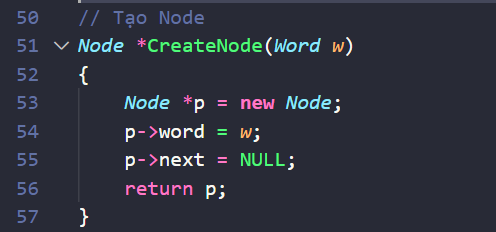 50 // Tạo Node
51 Node *CreateNode(Word w)
52 {
53 Node *p = new Node;
54 p->word = w;
55 p->next = NULL;
56 return p;
57 }